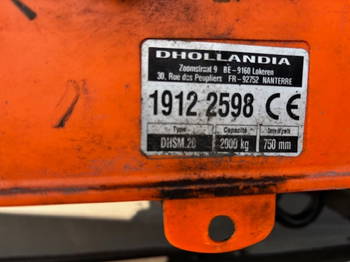 DHOLLANDIA
Zoomstraat 9 BE-9160 Lokeren
30, Rue des Peupliers FR-92752 NANTERRE
1912 2598 CE
Type Capacité
DHSM.20 2000 kg 750 mm